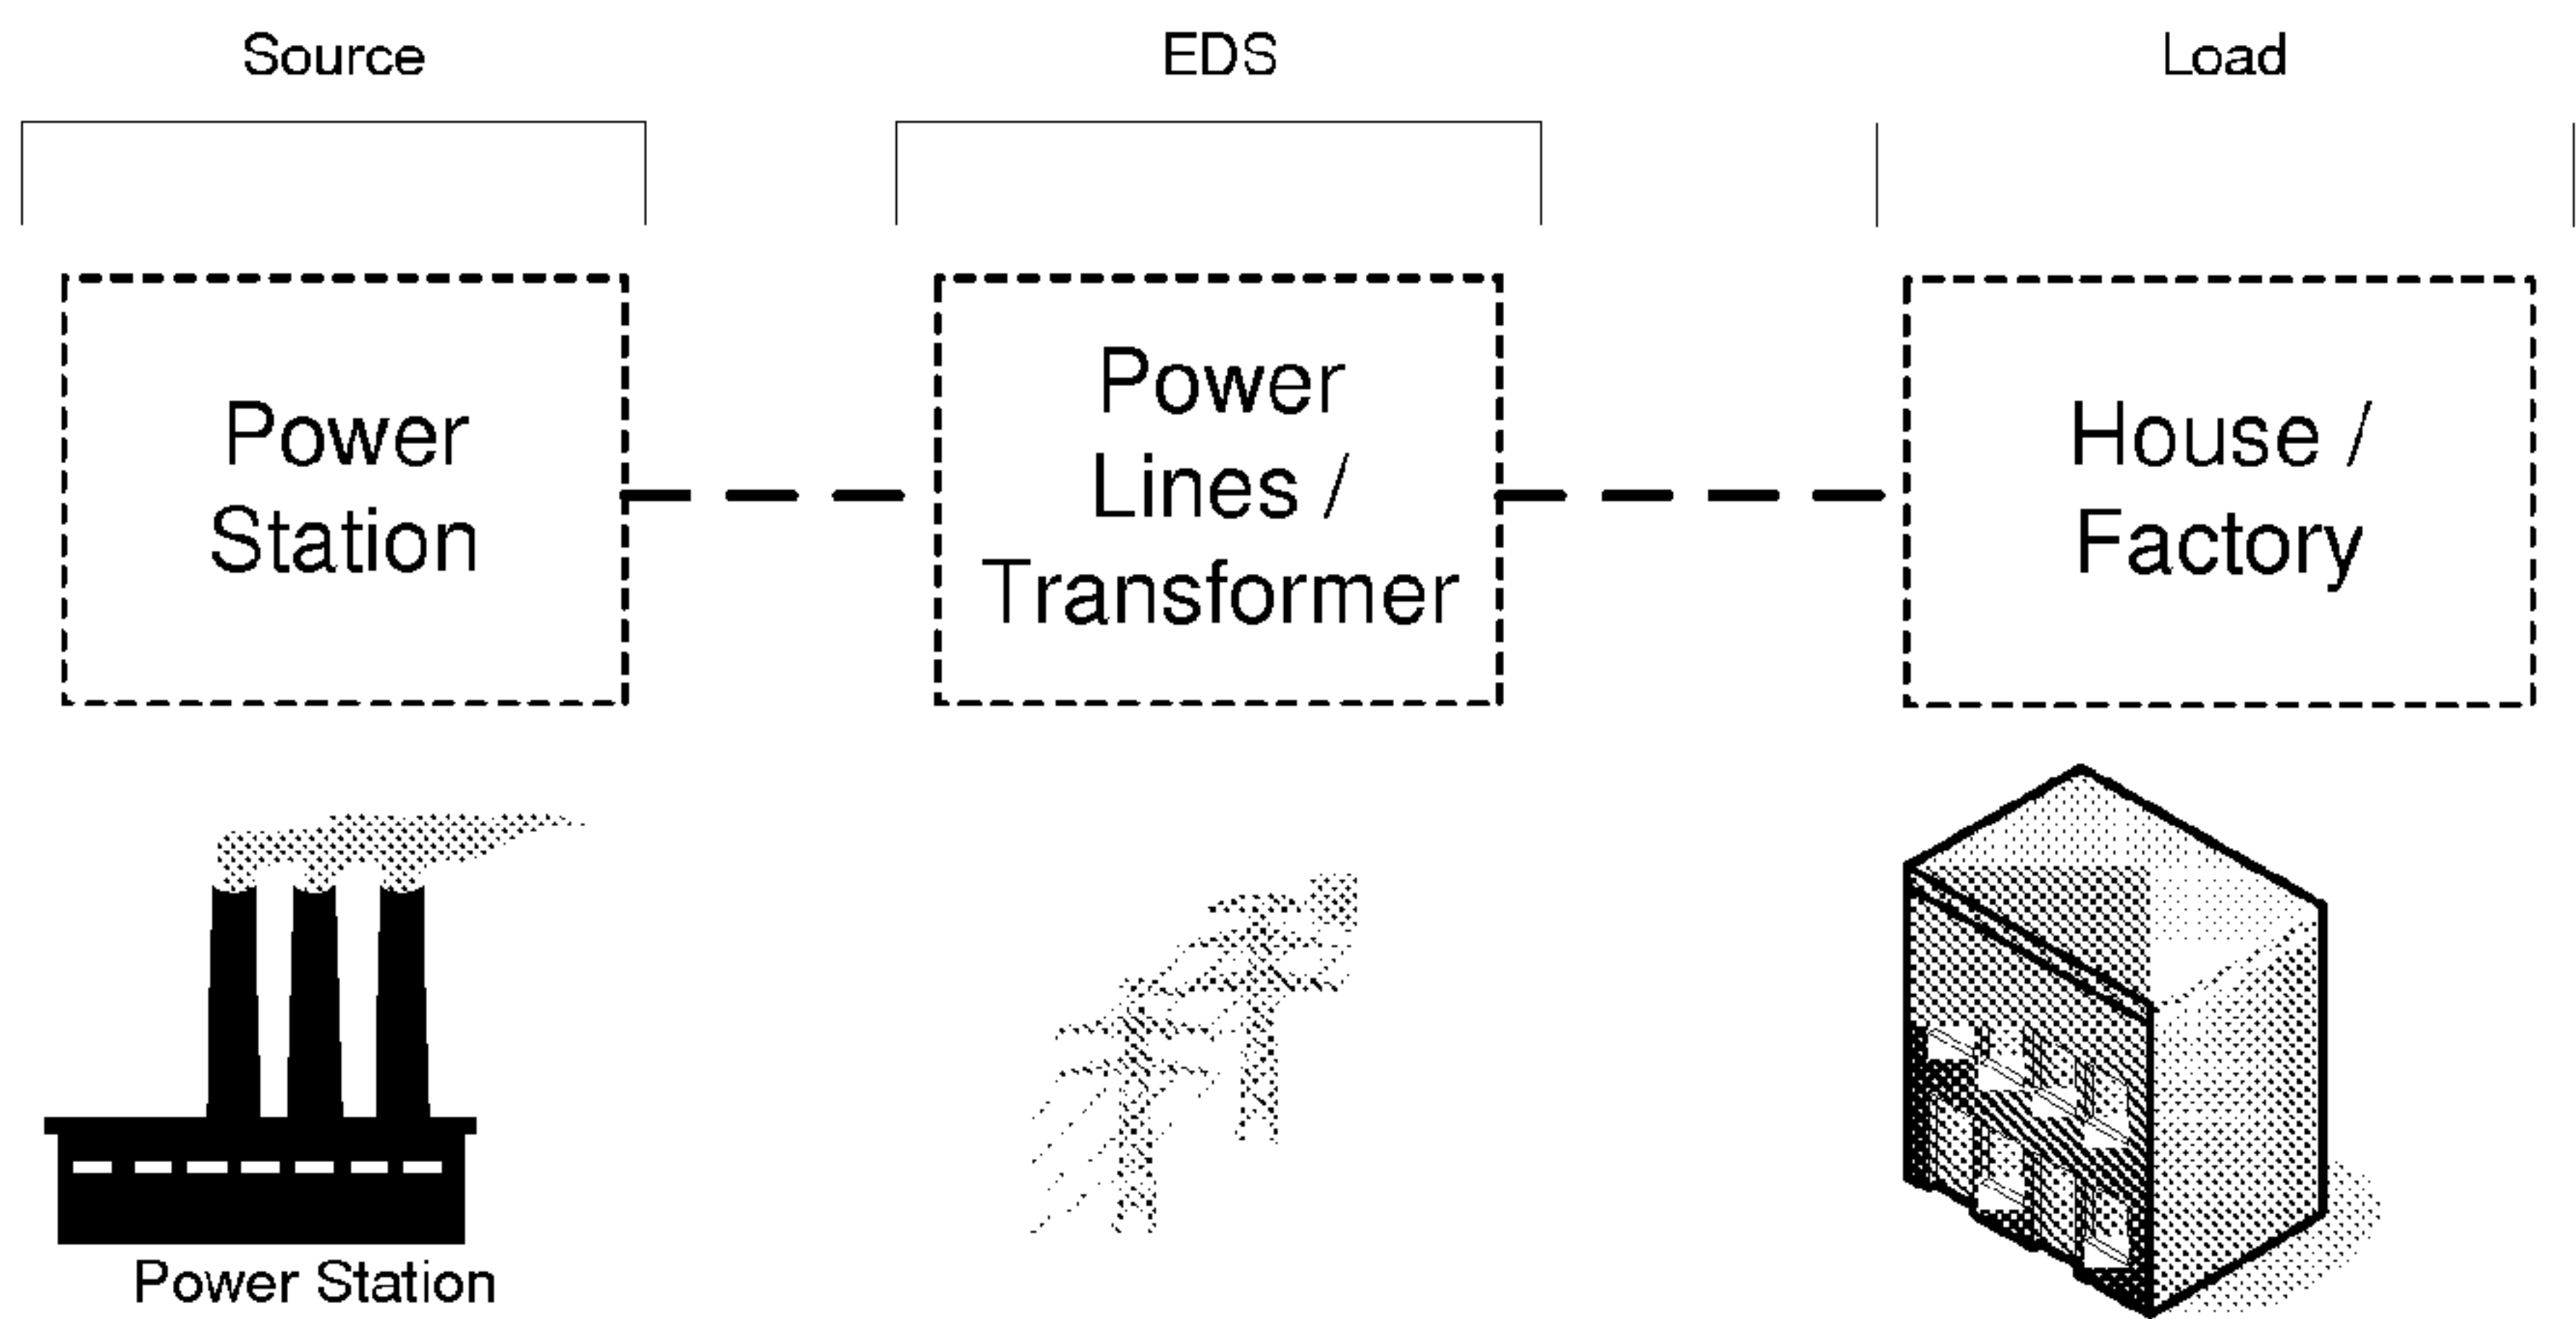 Source
EDS
Load
Power
Station
Power
Lines /
Transformer
House /
Factory
Power Station